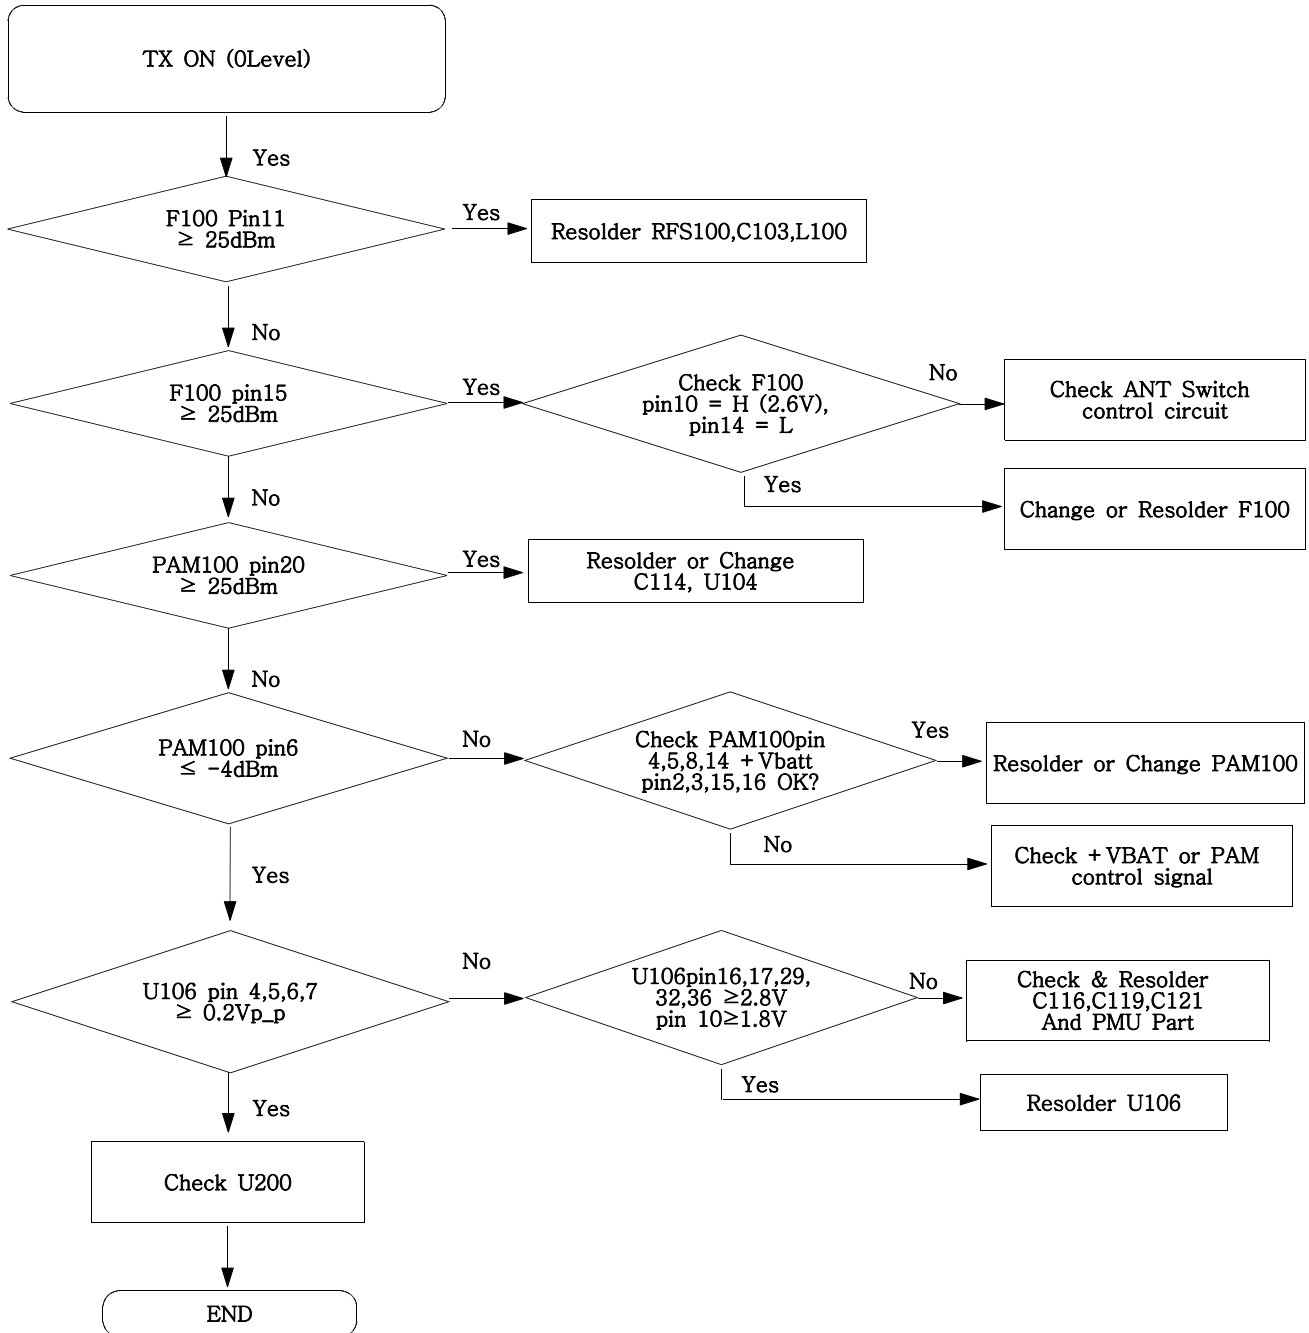 TX ON (0Level)
Yes
F100 Pin11
≥ 25dBm
Yes
Resolder RFS100,C103,L100
No
F100 pin15
≥ 25dBm
Yes
Check F100
pin10 = H (2.6V),
pin14 = L
No
Check ANT Switch
control circuit
Yes
Change or Resolder F100
No
PAM100 pin20
≥ 25dBm
Yes
Resolder or Change
C114, U104
No
PAM100 pin6
≤ -4dBm
No
Check PAM100pin
4,5,8,14 +Vbatt
pin2,3,15,16 OK?
Yes
Resolder or Change PAM100
No
Check +VBAT or PAM
control signal
Yes
U106 pin 4,5,6,7
≥ 0.2Vp_p
No
U106pin16,17,29,
32,36 ≥2.8V
pin 10≥1.8V
No
Check & Resolder
C116,C119,C121
And PMU Part
Yes
Resolder U106
Yes
Check U200
END